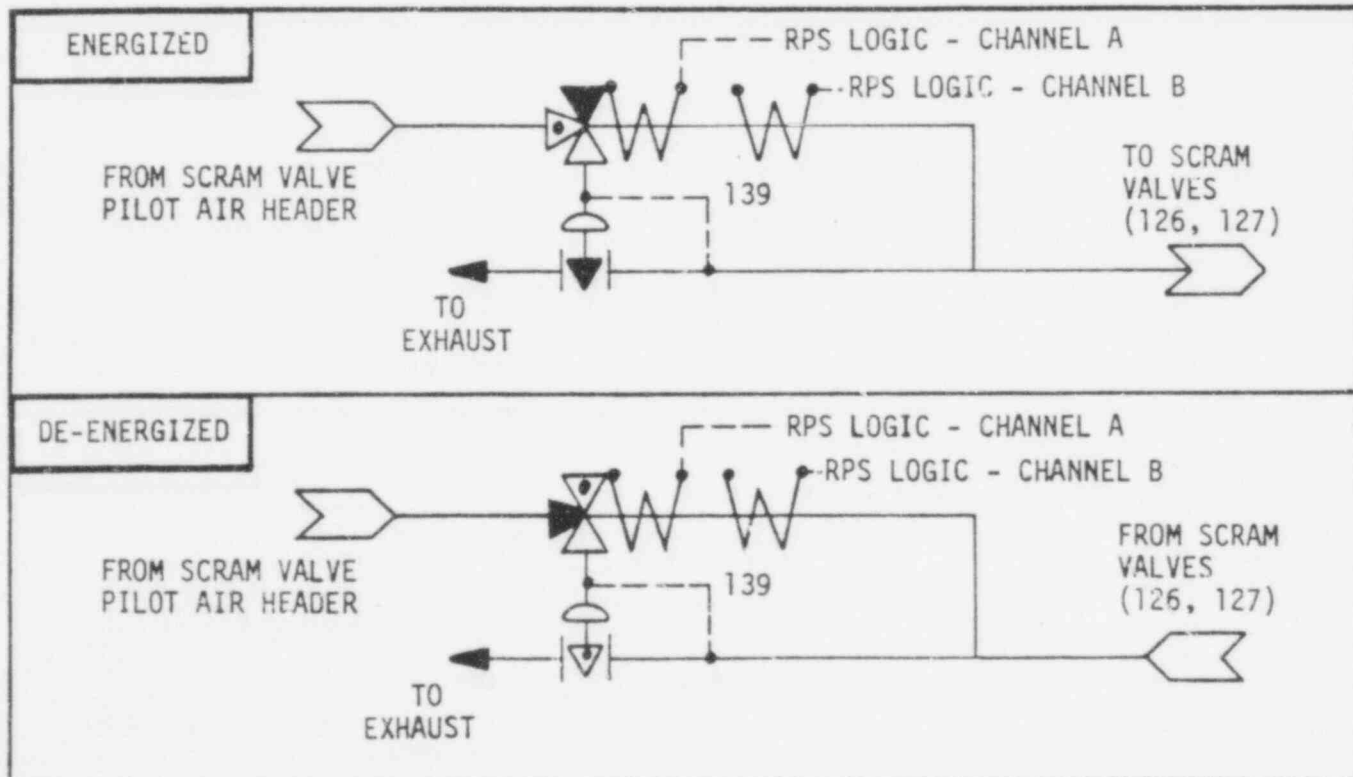 ENERGIZED
RPS LOGIC - CHANNEL A
RPS LOGIC - CHANNEL B
FROM SCRAM VALVE
PILOT AIR HEADER
139
TO SCRAM
VALVES
(126, 127)
TO
EXHAUST
DE-ENERGIZED
RPS LOGIC - CHANNEL A
RPS LOGIC - CHANNEL B
FROM SCRAM VALVE
PILOT AIR HEADER
139
FROM SCRAM
VALVES
(126, 127)
TO
EXHAUST